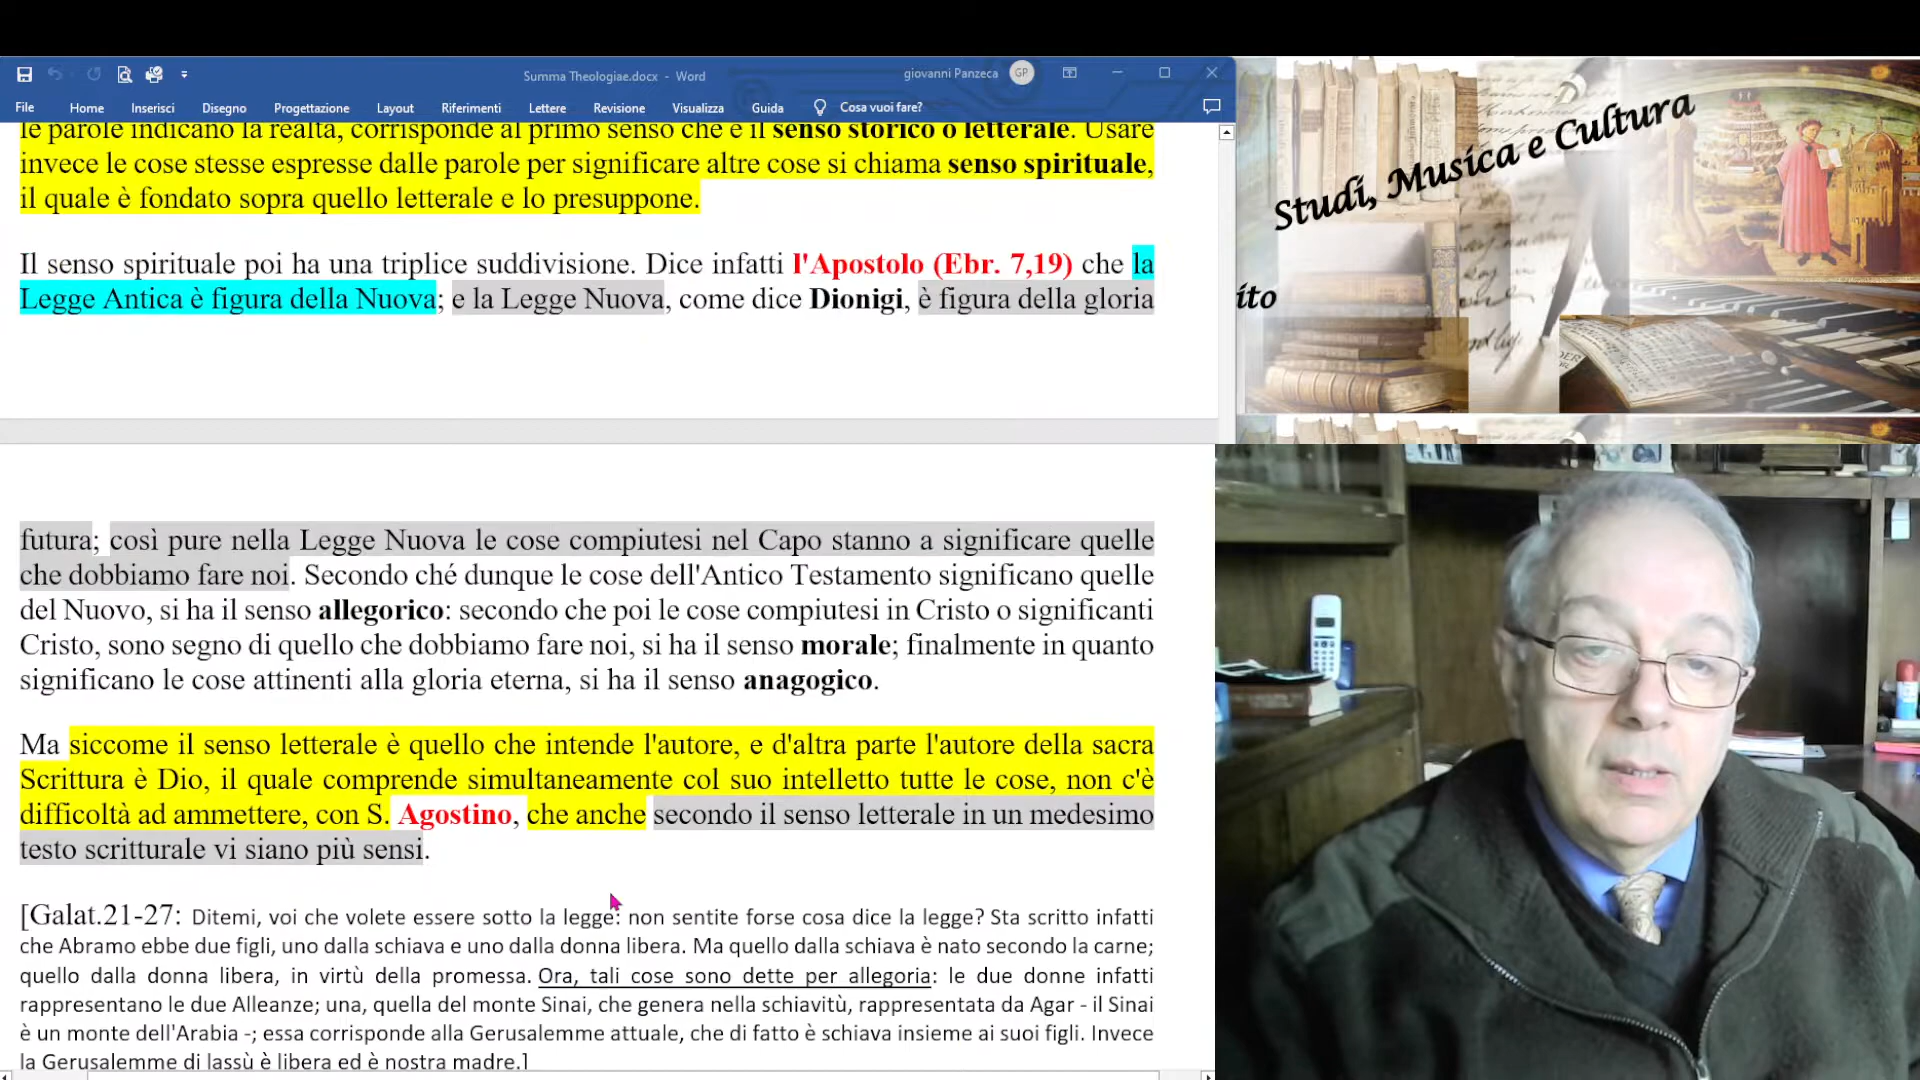 Summa Theologiae.docx - Word
giovanni Panzeca GP
File Home Inserisci Disegno Progettazione Layout Riferimenti Lettere Revisione Visualizza Guida Cosa vuoi fare?
le parole indicano la realtà, corrisponde al primo senso che è il senso storico o letterale. Usare
invece le cose stesse espresse dalle parole per significare altre cose si chiama senso spirituale,
il quale è fondato sopra quello letterale e lo presuppone.
Il senso spirituale poi ha una triplice suddivisione. Dice infatti l'Apostolo (Ebr. 7,19) che la
Legge Antica è figura della Nuova; e la Legge Nuova, come dice Dionigi, è figura della gloria
futura; così pure nella Legge Nuova le cose compiutesi nel Capo stanno a significare quelle
che dobbiamo fare noi. Secondo ché dunque le cose dell'Antico Testamento significano quelle
del Nuovo, si ha il senso allegorico: secondo che poi le cose compiutesi in Cristo o significanti
Cristo, sono segno di quello che dobbiamo fare noi, si ha il senso morale; finalmente in quanto
significano le cose attinenti alla gloria eterna, si ha il senso anagogico.
Ma siccome il senso letterale è quello che intende l'autore, e d'altra parte l'autore della sacra
Scrittura è Dio, il quale comprende simultaneamente col suo intelletto tutte le cose, non c'è
difficoltà ad ammettere, con S. Agostino, che anche secondo il senso letterale in un medesimo
testo scritturale vi siano più sensi.
[Galat.21-27: Ditemi, voi che volete essere sotto la legge: non sentite forse cosa dice la legge? Sta scritto infatti
che Abramo ebbe due figli, uno dalla schiava e uno dalla donna libera. Ma quello dalla schiava è nato secondo la carne;
quello dalla donna libera, in virtù della promessa. Ora, tali cose sono dette per allegoria: le due donne infatti
rappresentano le due Alleanze; una, quella del monte Sinai, che genera nella schiavitù, rappresentata da Agar - il Sinai
è un monte dell'Arabia -; essa corrisponde alla Gerusalemme attuale, che di fatto è schiava insieme ai suoi figli. Invece
la Gerusalemme di lassù è libera ed è nostra madre.]
Studi, Musica e Cultura
ito